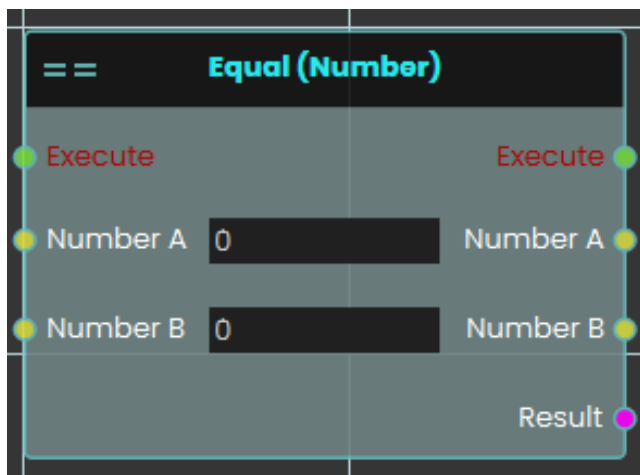 == Equal (Number)
Execute Execute
Number A 0 Number A
Number B 0 Number B
Result